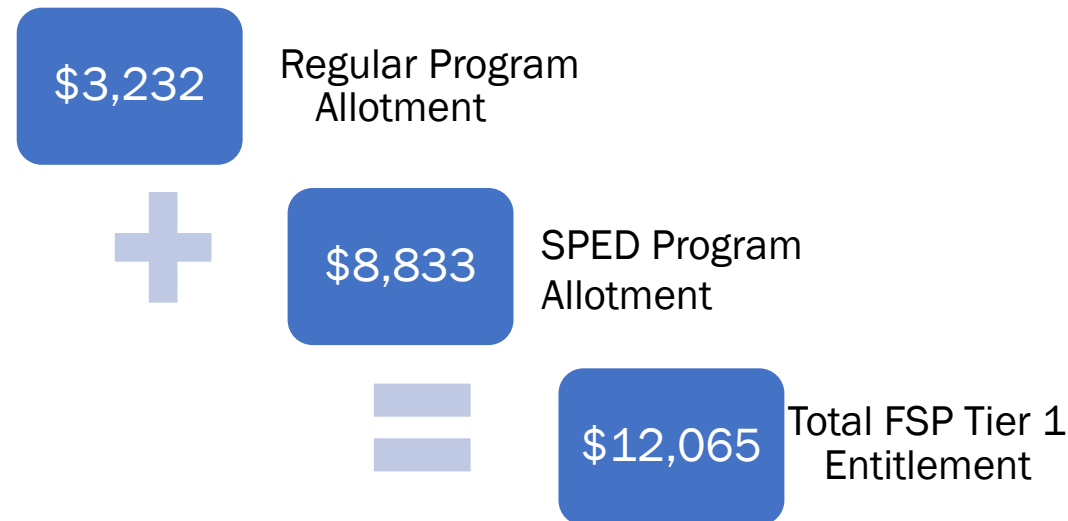 $3,232
Regular Program
Allotment
$8,833
SPED Program
Allotment
$12,065
Total FSP Tier 1
Entitlement